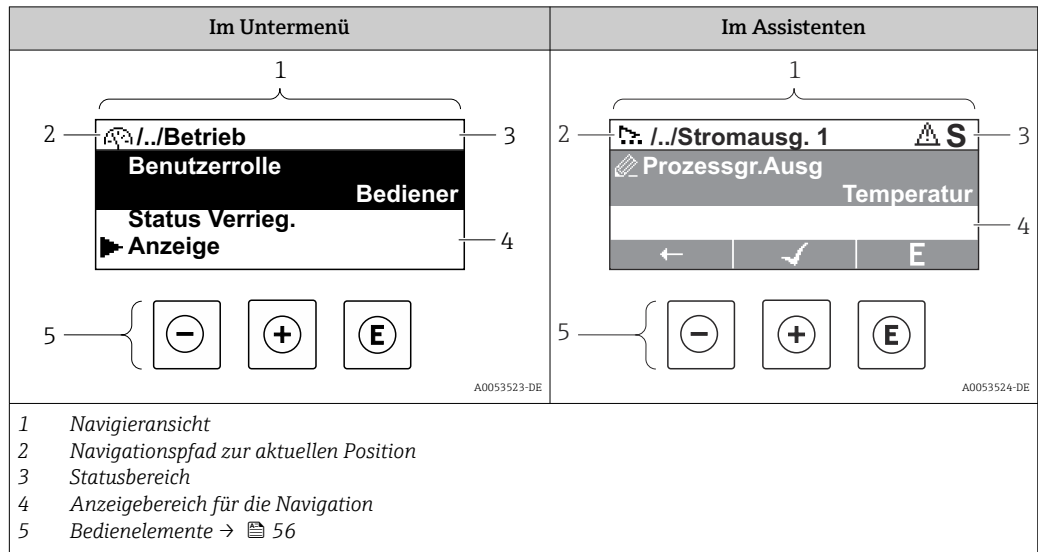 Im Untermenü
Im Assistenten
1
2
/../Betrieb
3
Benutzerrolle
Bediener
Status Verrieg.
Anzeige
4
5
- + E
A0053523-DE
1
2
/../Stromausg. 1
S
3
Prozessgr.Ausg
Temperatur
4
E
5
- + E
A0053524-DE
1 Navigieransicht
2 Navigationspfad zur aktuellen Position
3 Statusbereich
4 Anzeigebereich für die Navigation
5 Bedienelemente → 56